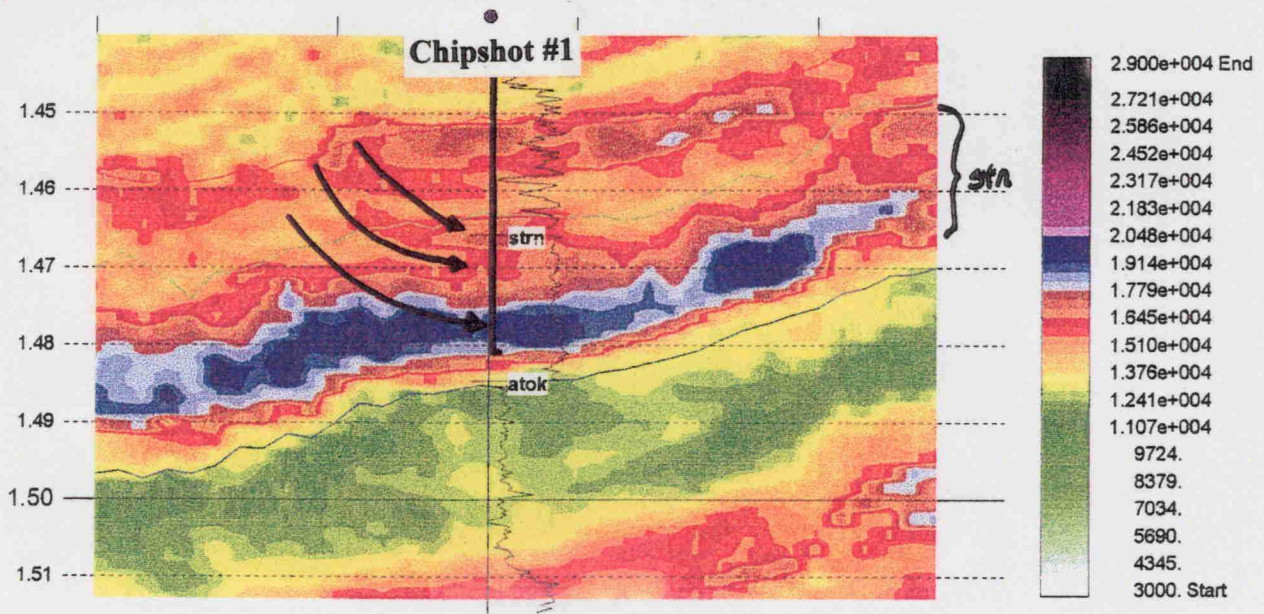 Chipshot #1
1.45
1.46
1.47
1.48
1.49
1.50
1.51
strn
atok
strn
2.900e+004 End
2.721e+004
2.586e+004
2.452e+004
2.317e+004
2.183e+004
2.048e+004
1.914e+004
1.779e+004
1.645e+004
1.510e+004
1.376e+004
1.241e+004
1.107e+004
9724.
8379.
7034.
5690.
4345.
3000. Start